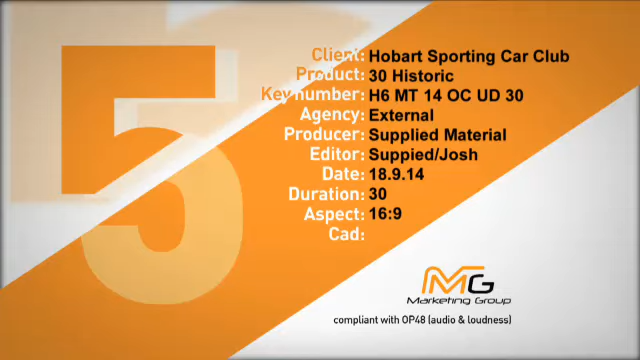 5
Client: Hobart Sporting Car Club
Product: 30 Historic
Key number: H6 MT 14 OC UD 30
Agency: External
Producer: Supplied Material
Editor: Suppied/Josh
Date: 18.9.14
Duration: 30
Aspect: 16:9
Cad:
MG
Marketing Group
compliant with OP48 (audio & loudness)